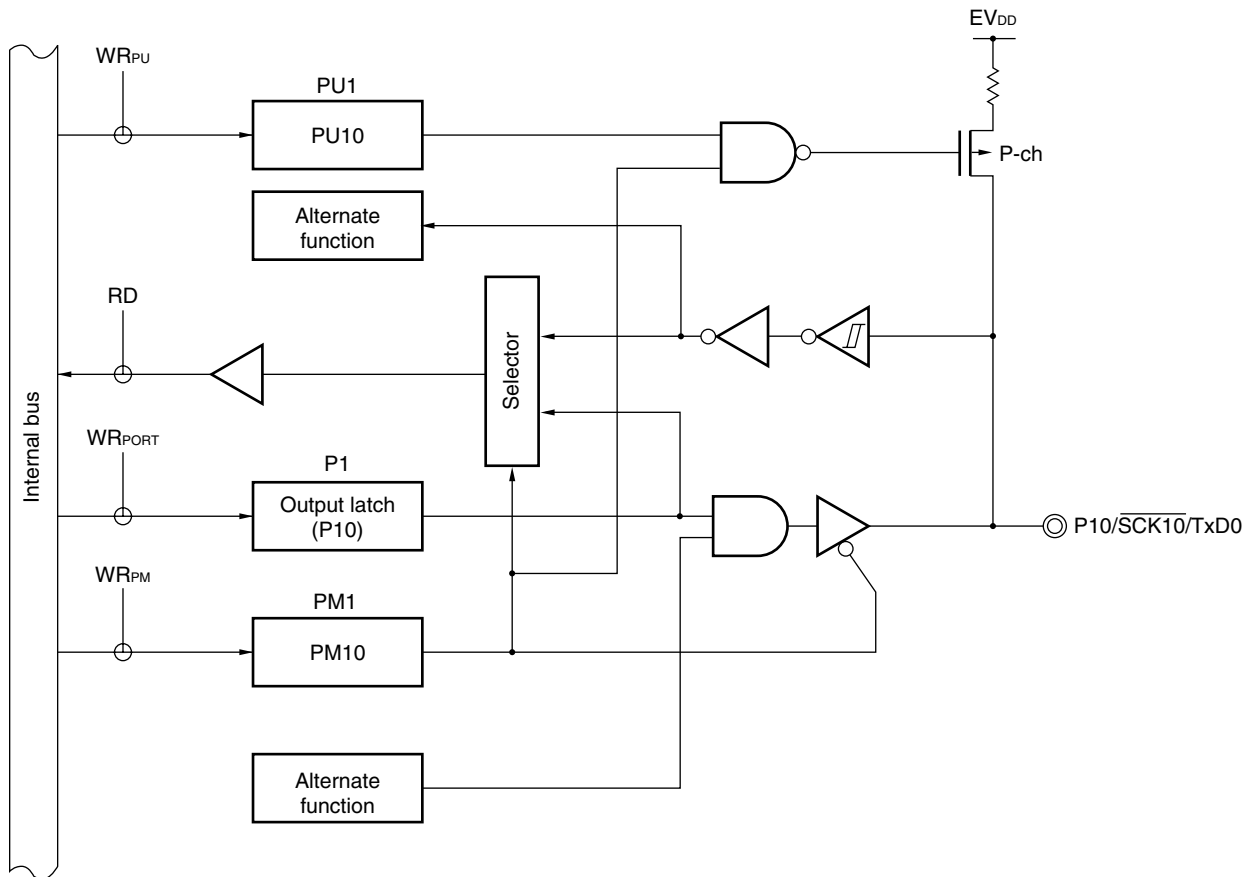 EVDD
WRPU
PU1
PU10
P-ch
Alternate
function
RD
Selector
Internal bus
WRPORT
P1
Output latch
(P10)
P10/SCK10/TxD0
WRPM
PM1
PM10
Alternate
function